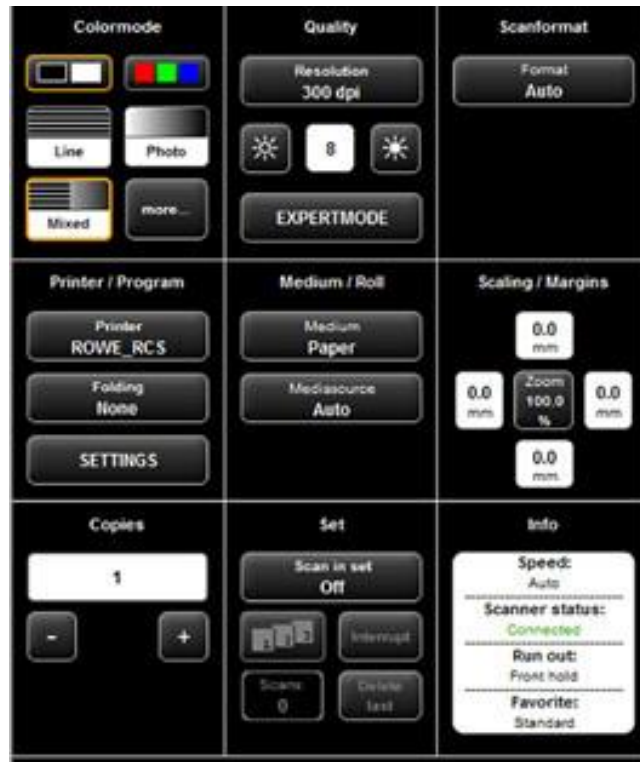 Colormode
Line
Photo
Mixed
more...
Quality
Resolution
300 dpi
8
EXPERTMODE
Scanformat
Format
Auto
Printer / Program
Printer
ROWE_RCS
Folding
None
SETTINGS
Medium / Roll
Medium
Paper
Mediasource
Auto
Scaling / Margins
0.0
mm
0.0
mm
Zoom
100.0
%
0.0
mm
0.0
mm
Copies
1
-
+
Set
Scan in set
Off
1 2 3
Interrupt
Scans
0
Delete
last
Info
Speed:
Auto
Scanner status:
Connected
Run out:
Front hold
Favorite:
Standard